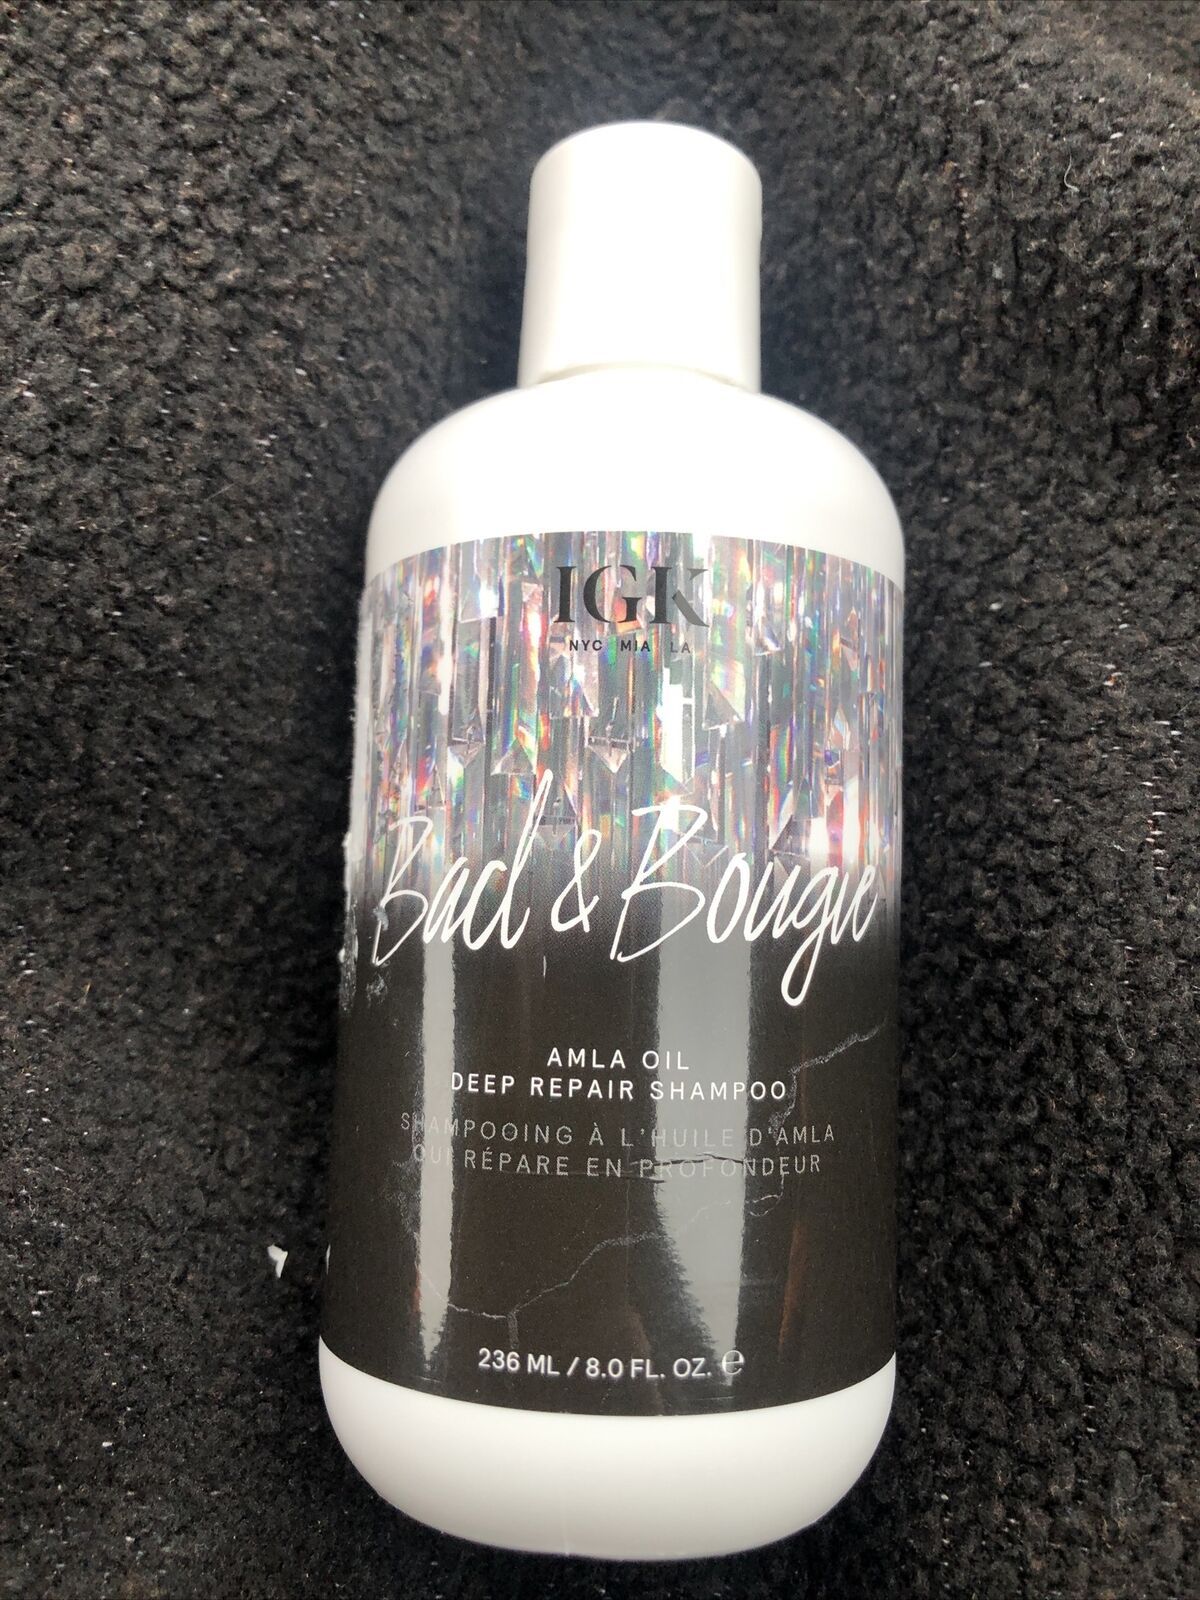 IGK
NYC MIA LA
Bad & Bougie
AMLA OIL
DEEP REPAIR SHAMPOO
SHAMPOOING À L'HUILE D'AMLA
QUI RÉPARE EN PROFONDEUR
236 ML / 8.0 FL. OZ. ℮